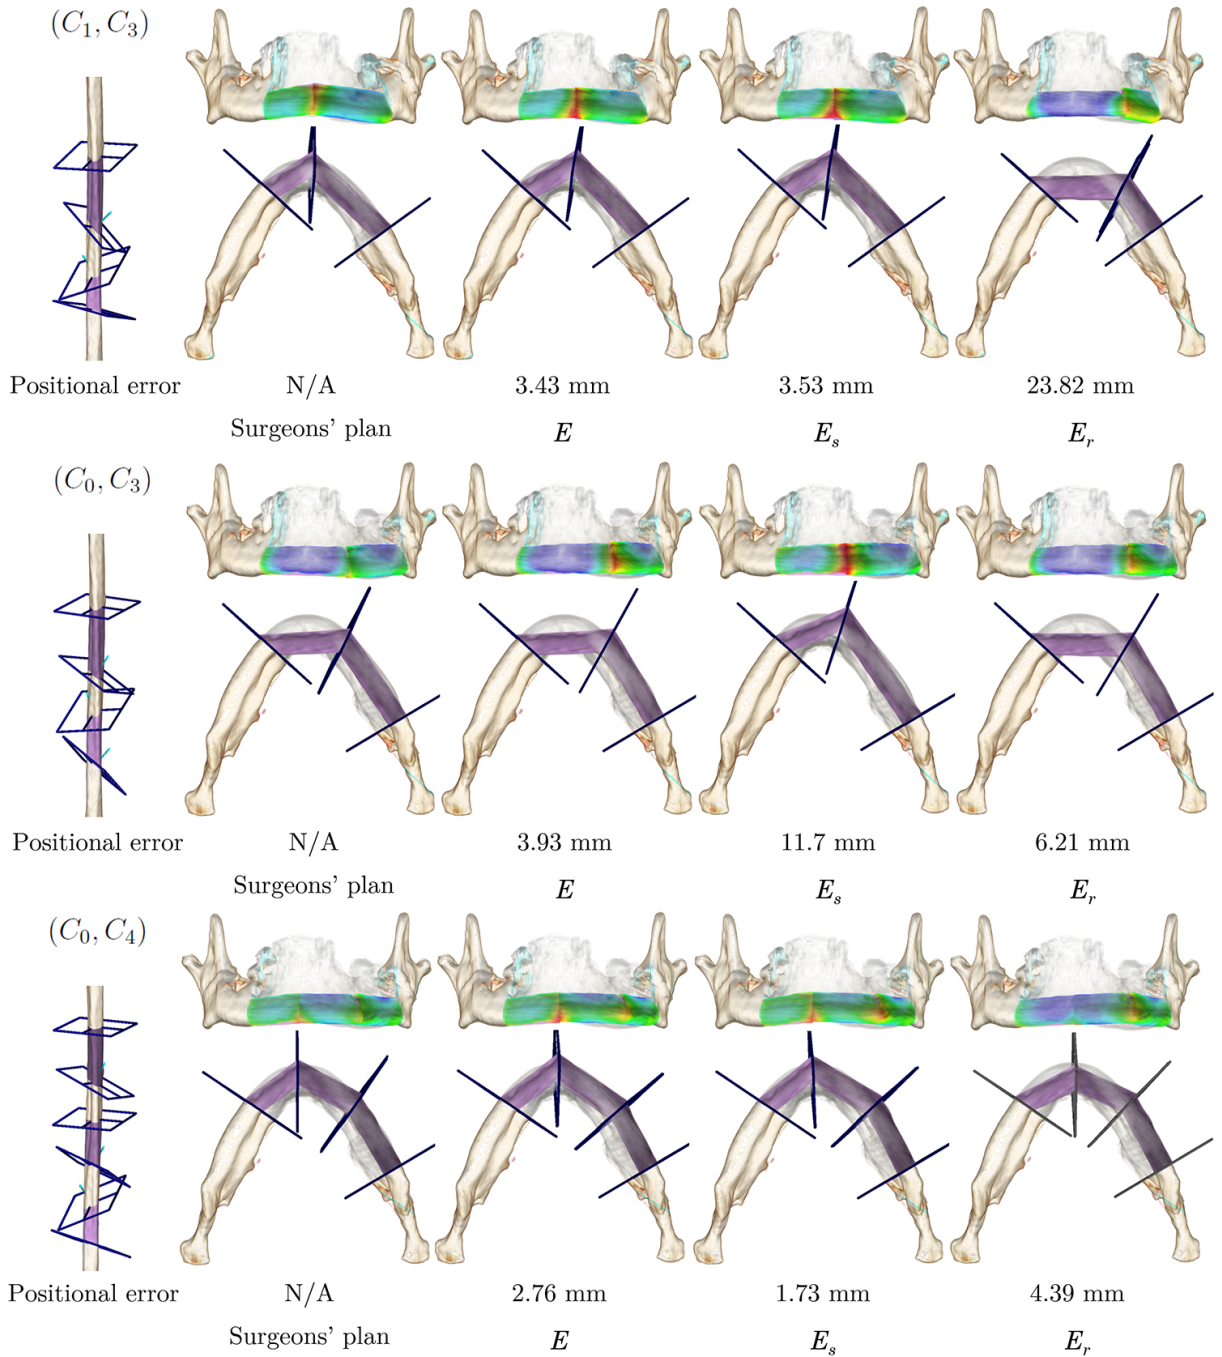 (C₁, C₃)
Positional error N/A 3.43 mm 3.53 mm 23.82 mm
Surgeons' plan E Eₛ Eᵣ
(C₀, C₃)
Positional error N/A 3.93 mm 11.7 mm 6.21 mm
Surgeons' plan E Eₛ Eᵣ
(C₀, C₄)
Positional error N/A 2.76 mm 1.73 mm 4.39 mm
Surgeons' plan E Eₛ Eᵣ